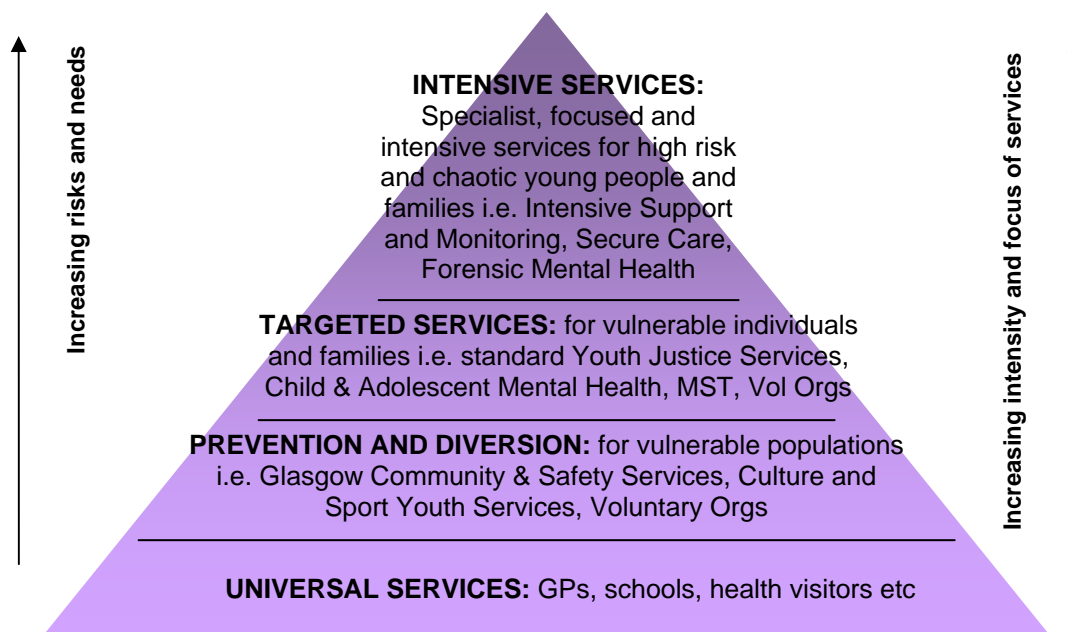 Increasing risks and needs
INTENSIVE SERVICES:
Specialist, focused and
intensive services for high risk
and chaotic young people and
families i.e. Intensive Support
and Monitoring, Secure Care,
Forensic Mental Health
TARGETED SERVICES: for vulnerable individuals
and families i.e. standard Youth Justice Services,
Child & Adolescent Mental Health, MST, Vol Orgs
PREVENTION AND DIVERSION: for vulnerable populations
i.e. Glasgow Community & Safety Services, Culture and
Sport Youth Services, Voluntary Orgs
UNIVERSAL SERVICES: GPs, schools, health visitors etc
Increasing intensity and focus of services